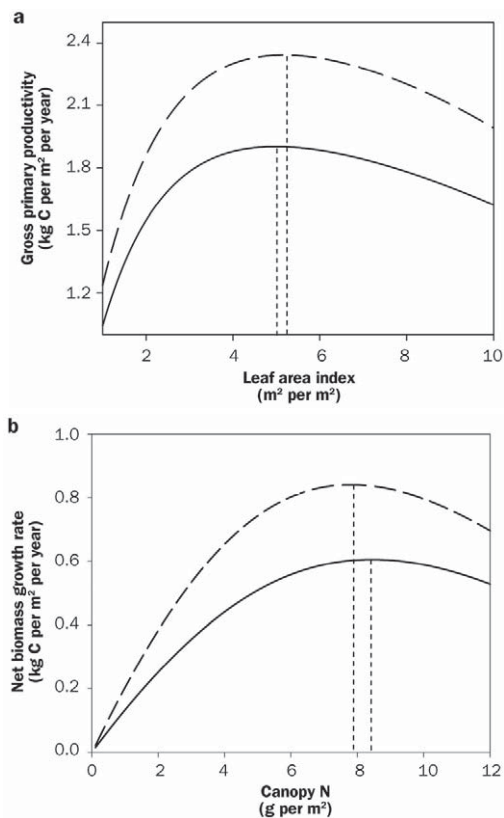 a
Gross primary productivity
(kg C per m² per year)
2.4
2.1
1.8
1.5
1.2
2
4
6
8
10
Leaf area index
(m² per m²)
b
Net biomass growth rate
(kg C per m² per year)
1.0
0.8
0.6
0.4
0.2
0.0
0
2
4
6
8
10
12
Canopy N
(g per m²)